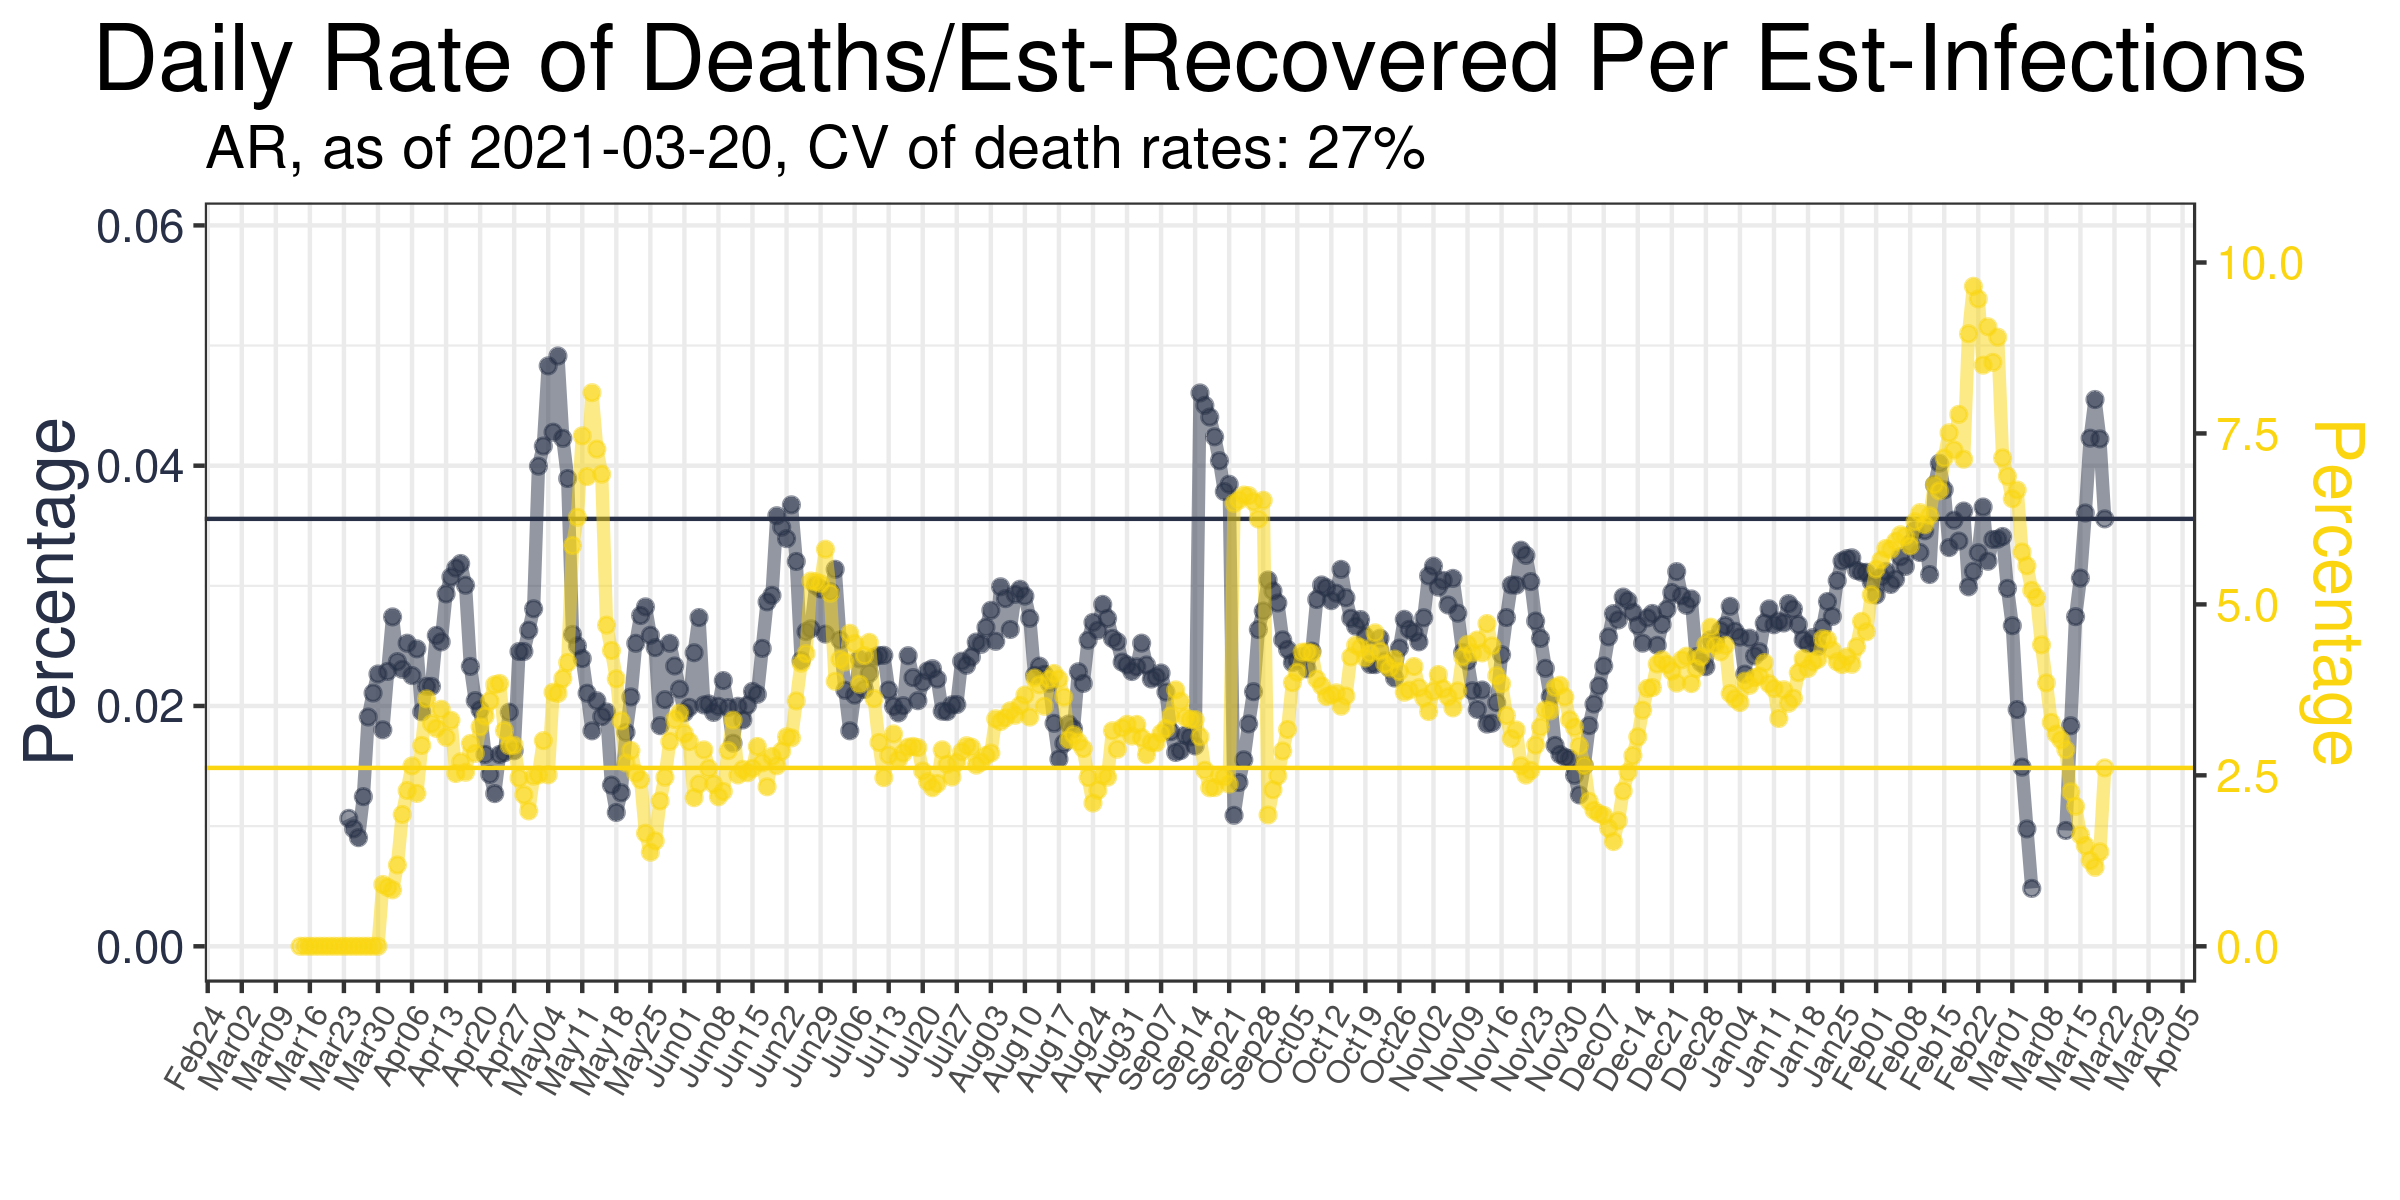 Daily Rate of Deaths/Est-Recovered Per Est-Infections
AR, as of 2021-03-20, CV of death rates: 27%
Percentage
0.06
0.04
0.02
0.00
10.0
7.5
5.0
2.5
0.0
Percentage
Feb24
Mar02
Mar09
Mar16
Mar23
Mar30
Apr06
Apr13
Apr20
Apr27
May04
May11
May18
May25
Jun01
Jun08
Jun15
Jun22
Jun29
Jul06
Jul13
Jul20
Jul27
Aug03
Aug10
Aug17
Aug24
Aug31
Sep07
Sep14
Sep21
Sep28
Oct05
Oct12
Oct19
Oct26
Nov02
Nov09
Nov16
Nov23
Nov30
Dec07
Dec14
Dec21
Dec28
Jan04
Jan11
Jan18
Jan25
Feb01
Feb08
Feb15
Feb22
Mar01
Mar08
Mar15
Mar22
Mar29
Apr05